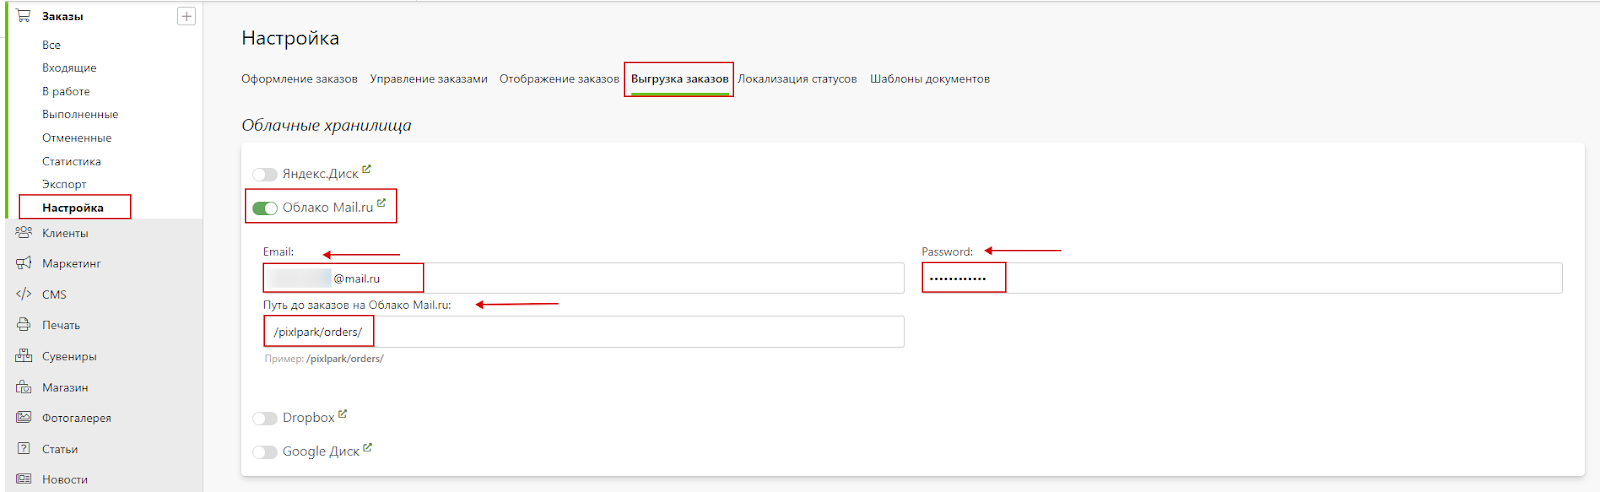 Заказы
Все
Входящие
В работе
Выполненные
Отмененные
Статистика
Экспорт
Настройка
Клиенты
Маркетинг
CMS
Печать
Сувениры
Магазин
Фотогалерея
Статьи
Новости
Настройка
Оформление заказов Управление заказами Отображение заказов Выгрузка заказов Локализация статусов Шаблоны документов
Облачные хранилища
Яндекс.Диск
Облако Mail.ru
Email: Password:
@mail.ru ••••••••••••
Путь до заказов на Облако Mail.ru:
/pixlpark/orders/
Пример: /pixlpark/orders/
Dropbox
Google Диск